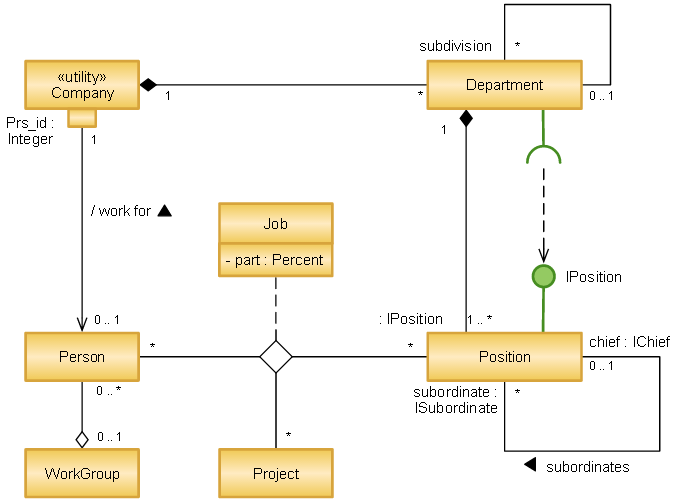 subdivision
*
«utility»
Company
1
*
Department
0..1
Prs_id :
Integer
1
1
/ work for ▲
Job
- part : Percent
IPosition
0..1
: IPosition
1..*
chief : IChief
Person
*
*
Position
0..1
0..*
subordinate :
ISubordinate
*
0..1
*
WorkGroup
Project
◀ subordinates